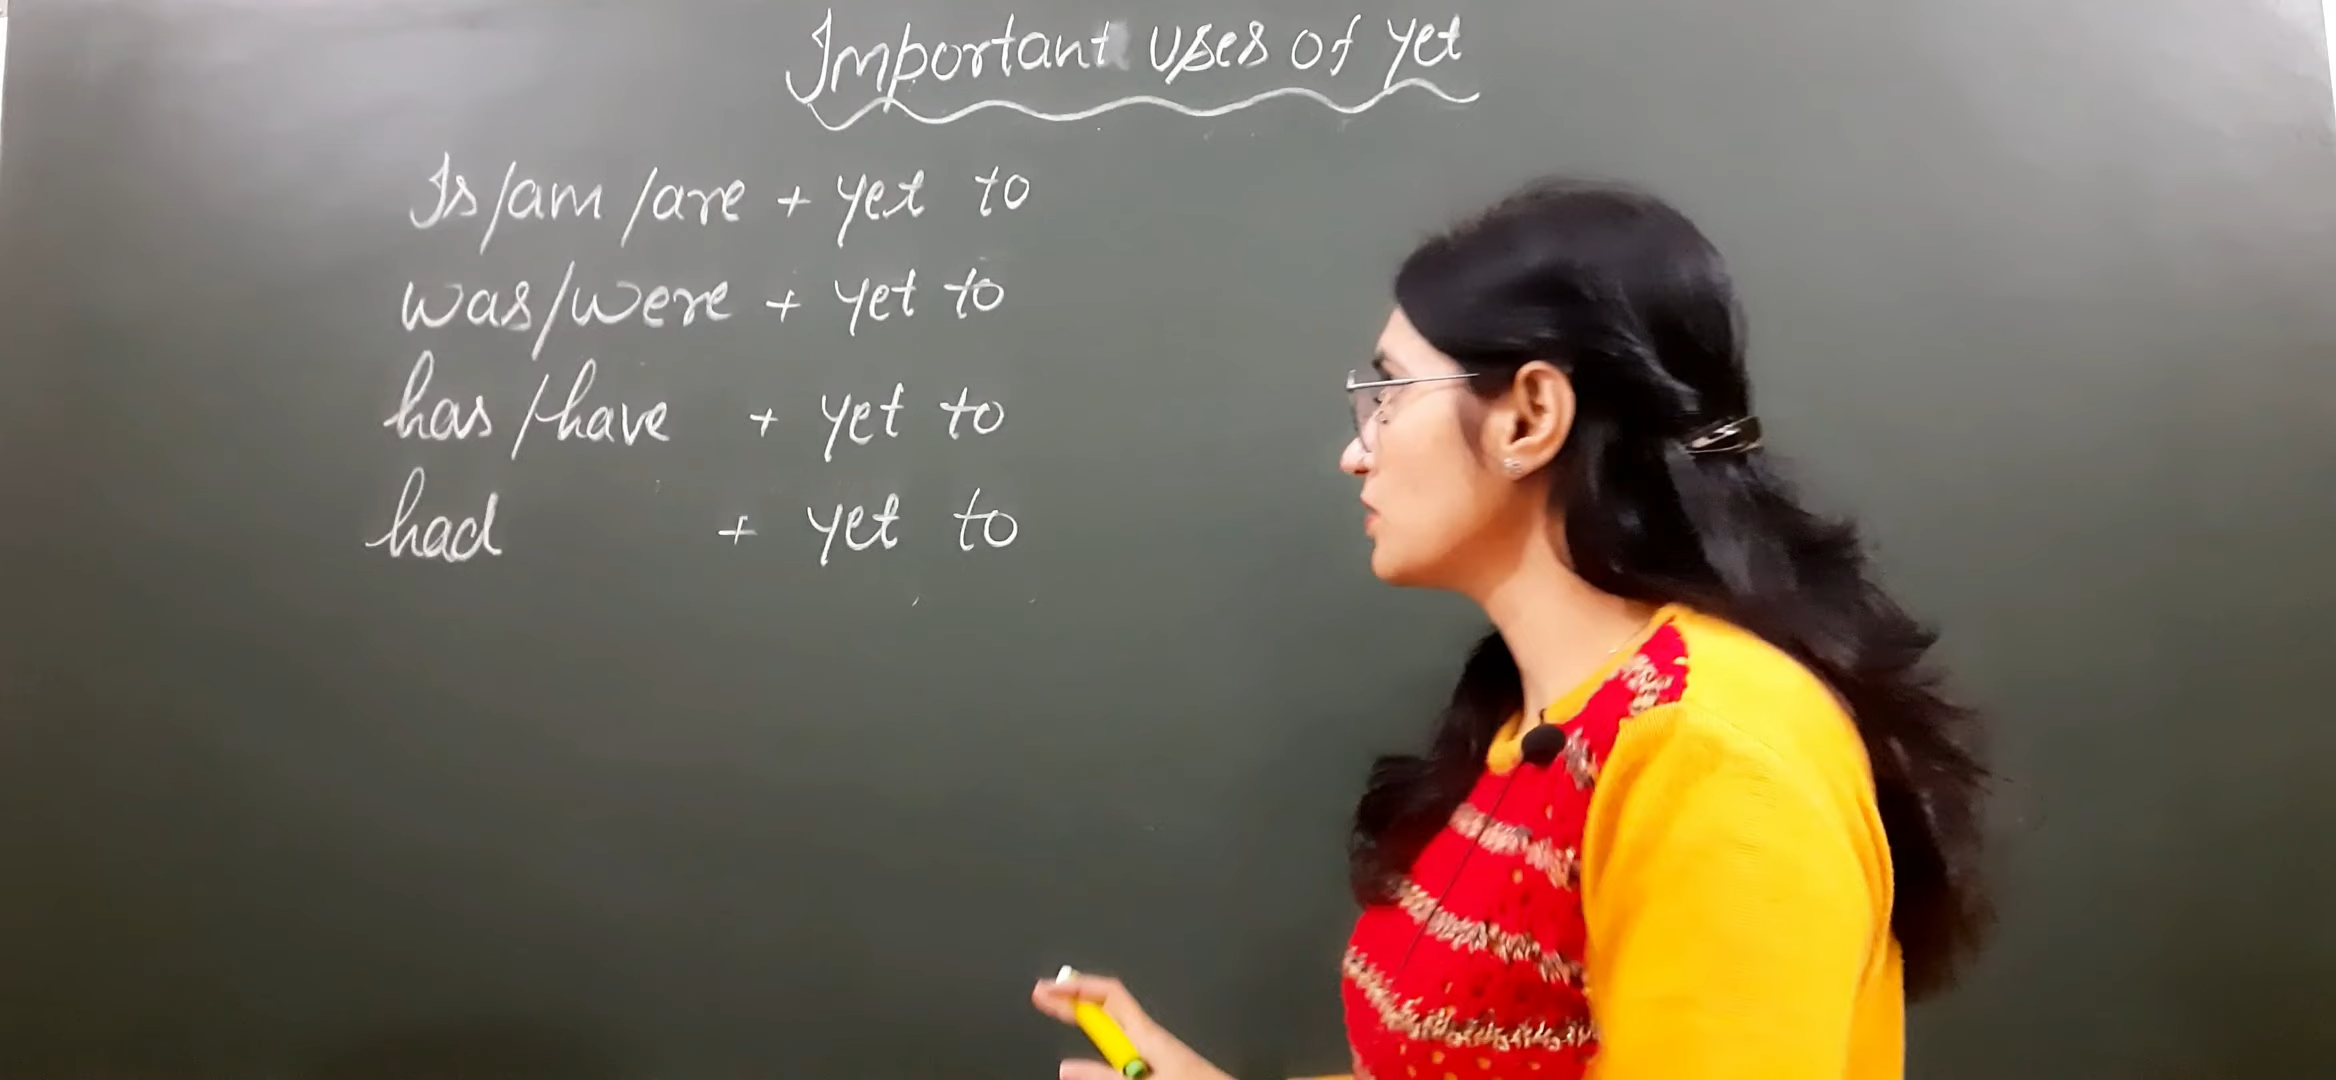 Important uses of yet
Is/am/are + yet to
was/were + yet to
has/have + yet to
had + yet to